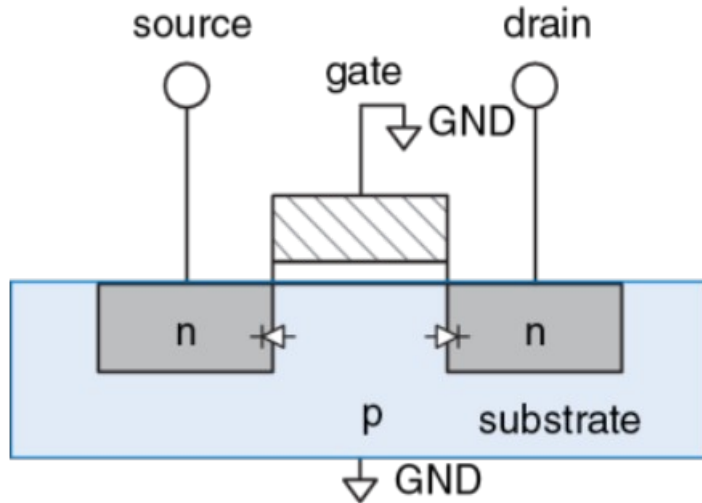 source
drain
gate
GND
n
n
p
substrate
GND